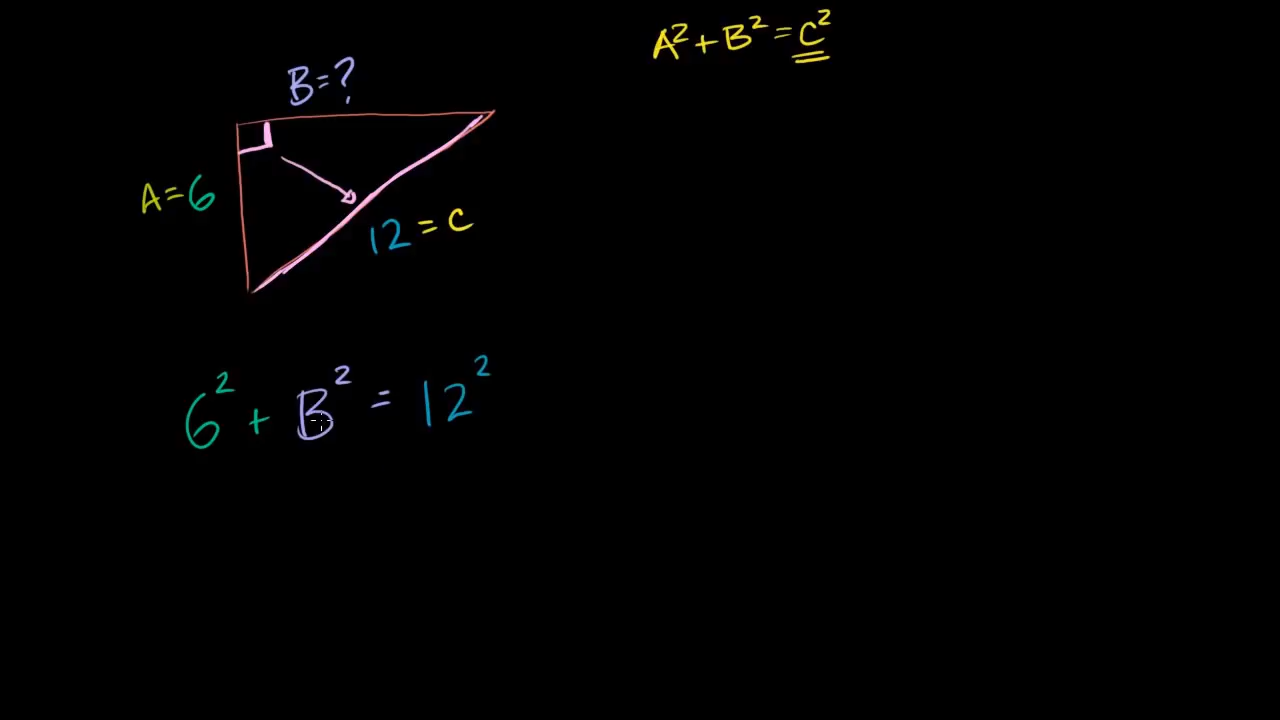 A² + B² = C²
B = ?
A = 6
12 = C
6² + B² = 12²